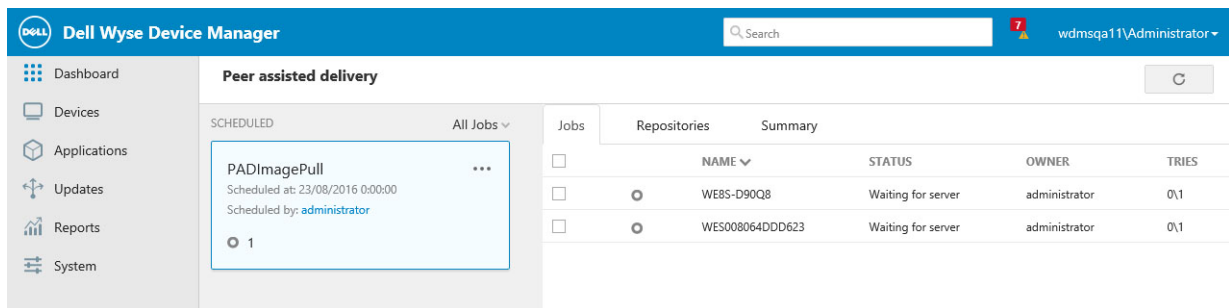 DELL Dell Wyse Device Manager Search 7 wdmsqa11\Administrator
Dashboard
Devices
Applications
Updates
Reports
System
Peer assisted delivery
SCHEDULED All Jobs
PADImagePull
Scheduled at: 23/08/2016 0:00:00
Scheduled by: administrator
1
Jobs Repositories Summary
NAME STATUS OWNER TRIES
WE8S-D90Q8 Waiting for server administrator 0\1
WES008064DDD623 Waiting for server administrator 0\1